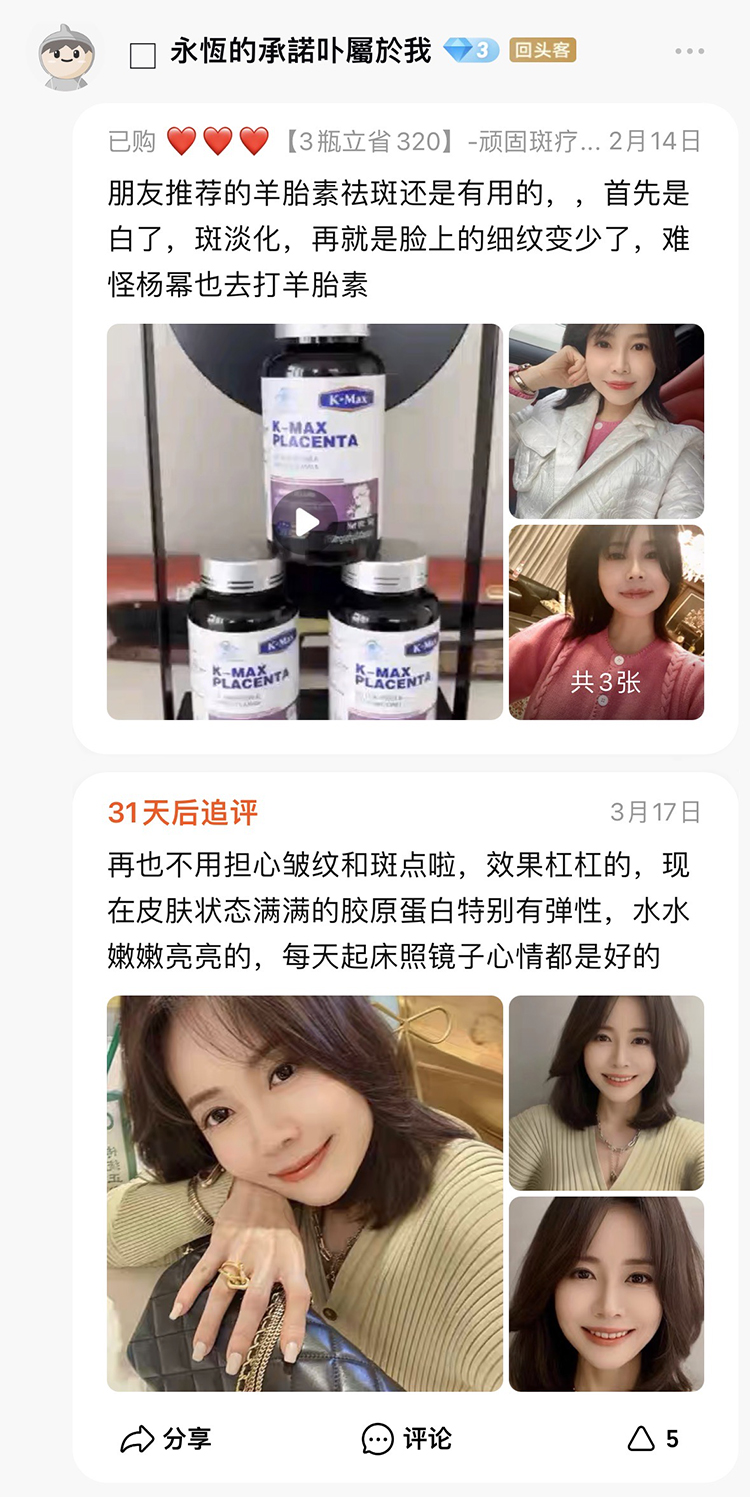 永恆的承諾卟屬於我 3 回头客
已购 ❤️❤️❤️【3瓶立省320】-顽固斑疗... 2月14日
朋友推荐的羊胎素祛斑还是有用的，，首先是
白了，斑淡化，再就是脸上的细纹变少了，难
怪杨幂也去打羊胎素
K-Max
K-MAX
PLACENTA
K-Max
K-MAX
PLACENTA
K-Max
K-MAX
PLACENTA
共3张
31天后追评 3月17日
再也不用担心皱纹和斑点啦，效果杠杠的，现
在皮肤状态满满的胶原蛋白特别有弹性，水水
嫩嫩亮亮的，每天起床照镜子心情都是好的
分享 评论 5